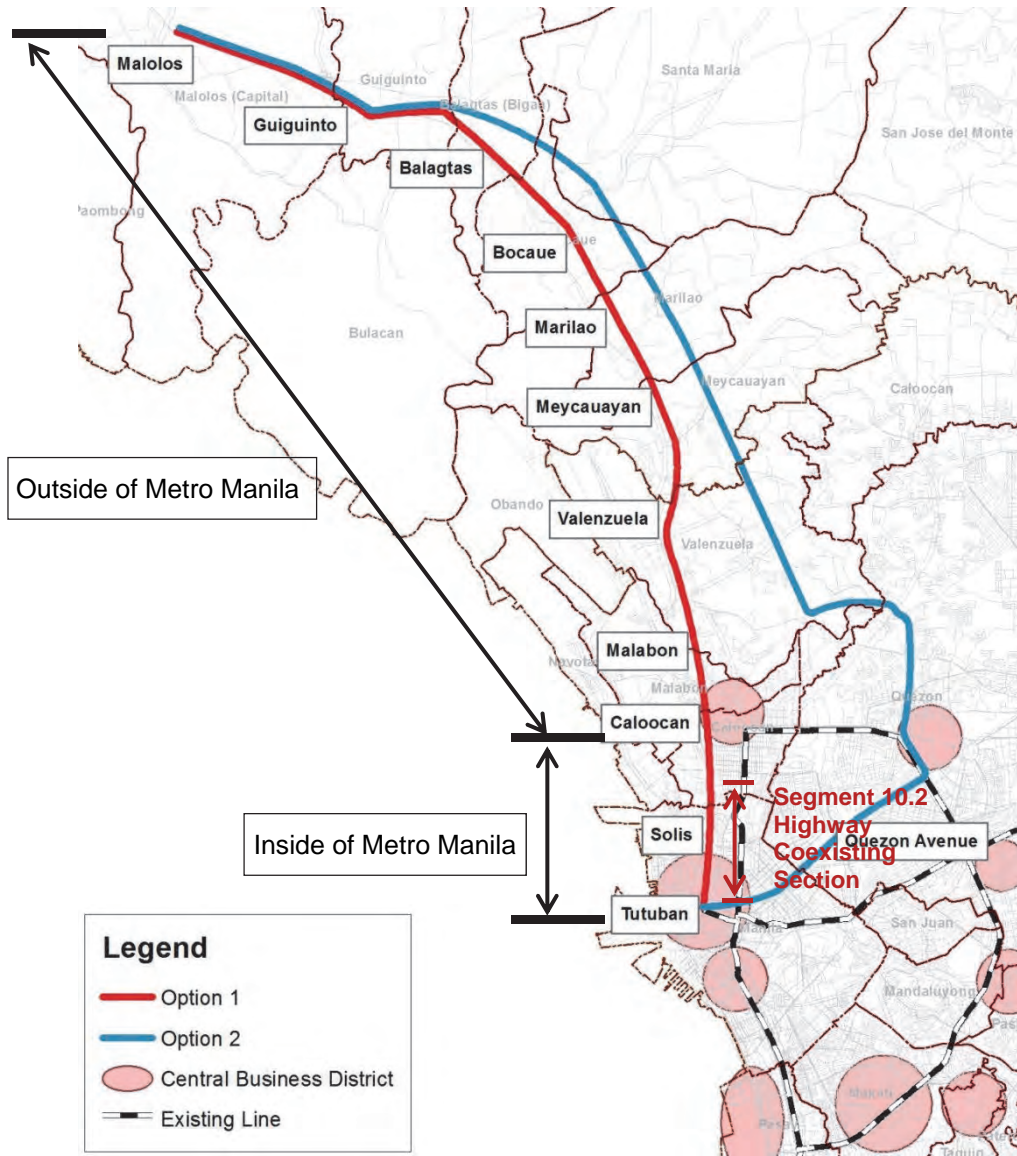 Malolos
Guiguinto
Santa Maria
Malolos (Capital)
Balagtas (Bigaa)
Guiguinto
San Jose del Monte
Balagtas
Paombong
Bocaue
Marilao
Marilao
Bulacan
Meycauayan
Caloocan
Meycauayan
Outside of Metro Manila
Obando
Valenzuela
Valenzuela
Malabon
Malabon
Quezon
Caloocan
Segment 10.2
Highway
Coexisting
Section
Solis
Quezon Avenue
Inside of Metro Manila
Tutuban
Manila
San Juan
Legend
Option 1
Option 2
Central Business District
Existing Line
Mandaluyong
Makati